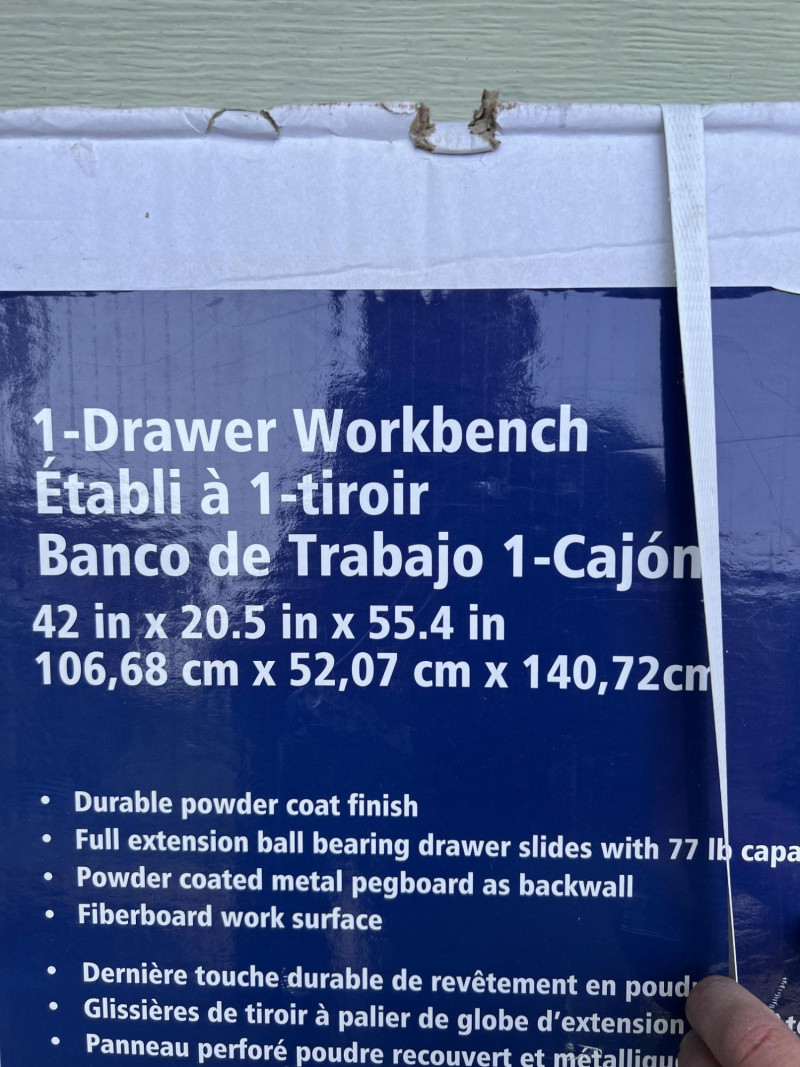 1-Drawer Workbench
Établi à 1-tiroir
Banco de Trabajo 1-Cajón
42 in x 20.5 in x 55.4 in
106,68 cm x 52,07 cm x 140,72cm
• Durable powder coat finish
• Full extension ball bearing drawer slides with 77 lb capa
• Powder coated metal pegboard as backwall
• Fiberboard work surface
• Dernière touche durable de revêtement en poud
• Glissières de tiroir à palier de globe d'extension
• Panneau perforé poudre recouvert et métalliqu